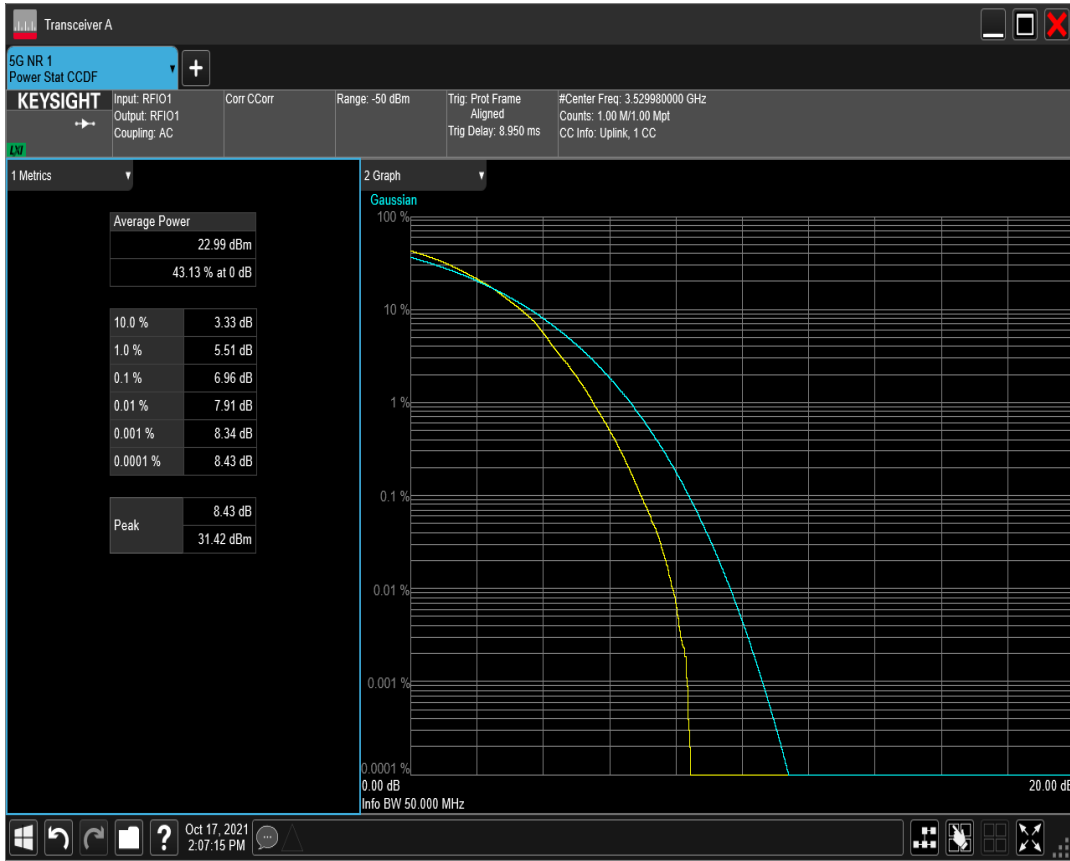 Transceiver A
5G NR 1
Power Stat CCDF
+
KEYSIGHT
LXI
Input: RFIO1
Output: RFIO1
Coupling: AC
Corr CCorr
Range: -50 dBm
Trig: Prot Frame
Aligned
Trig Delay: 8.950 ms
#Center Freq: 3.529980000 GHz
Counts: 1.00 M/1.00 Mpt
CC Info: Uplink, 1 CC
1 Metrics
Average Power
22.99 dBm
43.13 % at 0 dB
10.0 % 3.33 dB
1.0 % 5.51 dB
0.1 % 6.96 dB
0.01 % 7.91 dB
0.001 % 8.34 dB
0.0001 % 8.43 dB
Peak
8.43 dB
31.42 dBm
2 Graph
Gaussian
100 %
10 %
1 %
0.1 %
0.01 %
0.001 %
0.0001 %
0.00 dB
20.00 dB
Info BW 50.000 MHz
?
Oct 17, 2021
2:07:15 PM